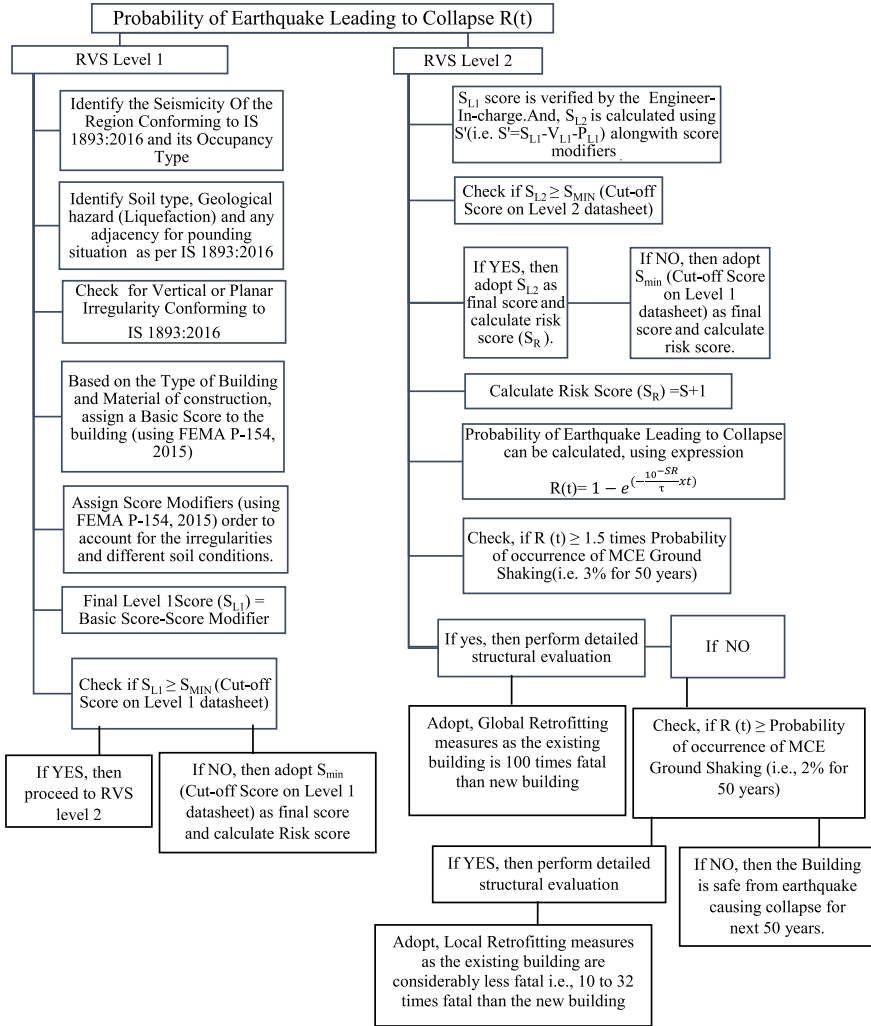 Probability of Earthquake Leading to Collapse R(t)
RVS Level 1
Identify the Seismicity Of the
Region Conforming to IS
1893:2016 and its Occupancy
Type
Identify Soil type, Geological
hazard (Liquefaction) and any
adjacency for pounding
situation as per IS 1893:2016
Check for Vertical or Planar
Irregularity Conforming to
IS 1893:2016
Based on the Type of Building
and Material of construction,
assign a Basic Score to the
building (using FEMA P-154,
2015)
Assign Score Modifiers (using
FEMA P-154, 2015) order to
account for the irregularities
and different soil conditions.
Final Level 1Score (S_L1) =
Basic Score-Score Modifier
Check if S_L1 ≥ S_MIN (Cut-off
Score on Level 1 datasheet)
If YES, then
proceed to RVS
level 2
If NO, then adopt S_min
(Cut-off Score on Level 1
datasheet) as final score
and calculate Risk score
RVS Level 2
S_L1 score is verified by the Engineer-
In-charge.And, S_L2 is calculated using
S'(i.e. S'=S_L1-V_L1-P_L1) alongwith score
modifiers
Check if S_L2 ≥ S_MIN (Cut-off
Score on Level 2 datasheet)
If YES, then
adopt S_L2 as
final score and
calculate risk
score (S_R ).
If NO, then adopt
S_min (Cut-off Score
on Level 1
datasheet) as final
score and calculate
risk score.
Calculate Risk Score (S_R) =S+1
Probability of Earthquake Leading to Collapse
can be calculated, using expression
R(t)= 1 − e^(−(10^−SR/τ)xt)
Check, if R (t) ≥ 1.5 times Probability
of occurrence of MCE Ground
Shaking(i.e. 3% for 50 years)
If yes, then perform detailed
structural evaluation
If NO
Adopt, Global Retrofitting
measures as the existing
building is 100 times fatal
than new building
Check, if R (t) ≥ Probability
of occurrence of MCE
Ground Shaking (i.e., 2% for
50 years)
If YES, then perform detailed
structural evaluation
If NO, then the Building
is safe from earthquake
causing collapse for
next 50 years.
Adopt, Local Retrofitting measures
as the existing building are
considerably less fatal i.e., 10 to 32
times fatal than the new building